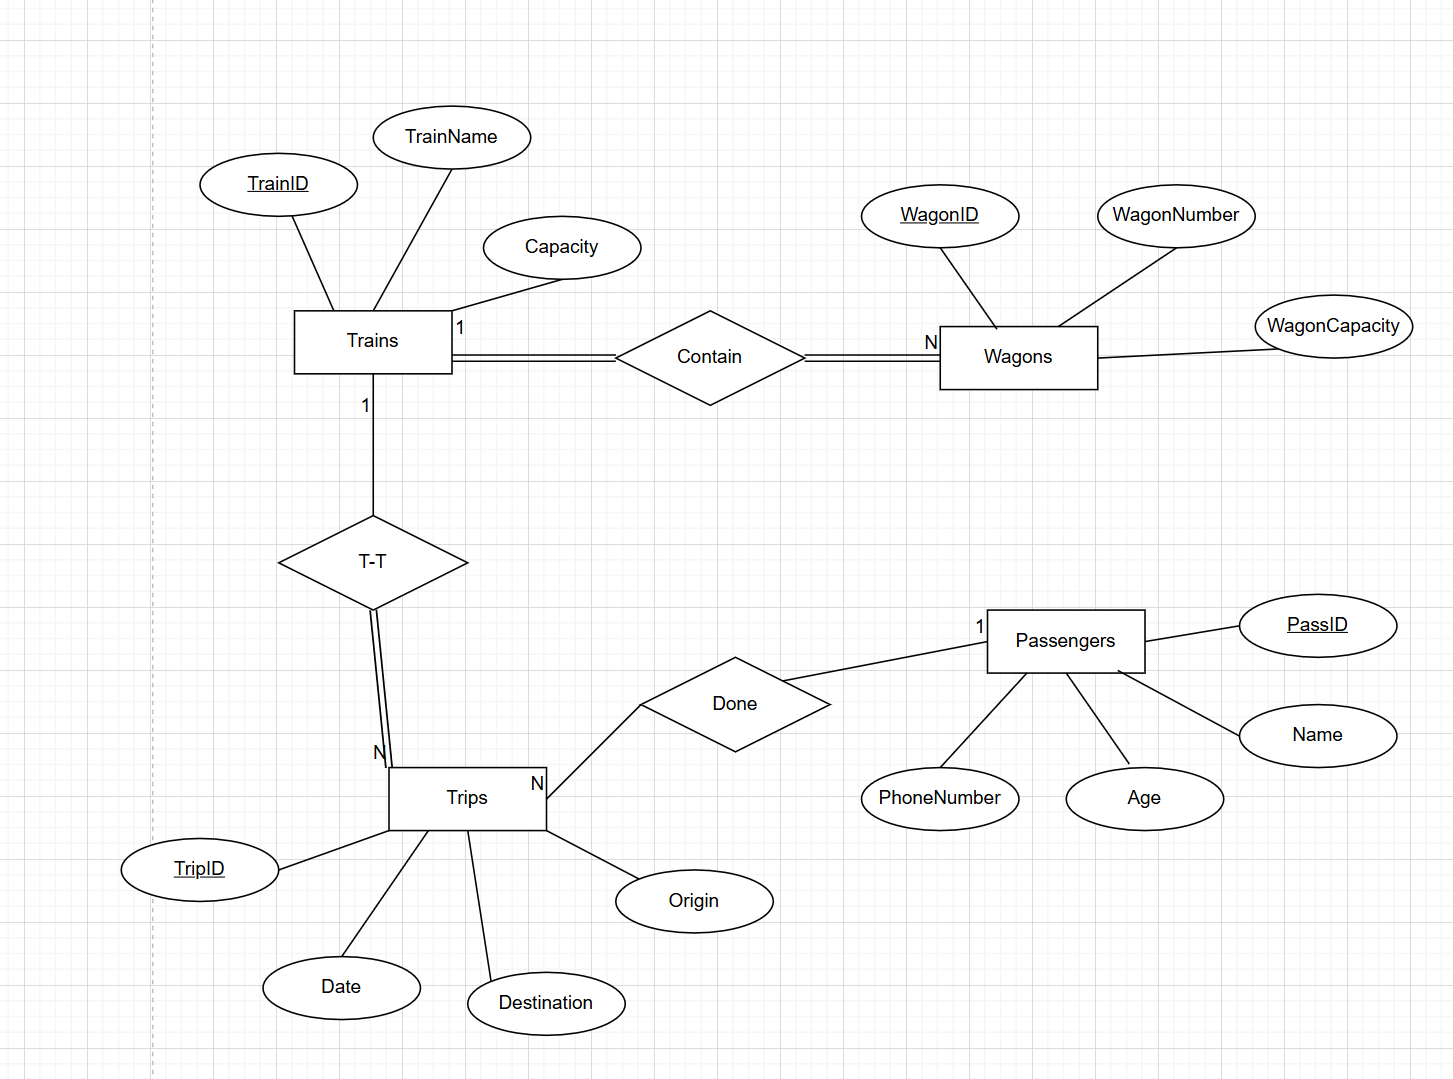 TrainName
TrainID
Capacity
WagonID
WagonNumber
WagonCapacity
Trains
1
Contain
N
Wagons
1
T-T
1
Passengers
PassID
Done
Name
N
Trips
N
PhoneNumber
Age
TripID
Origin
Date
Destination